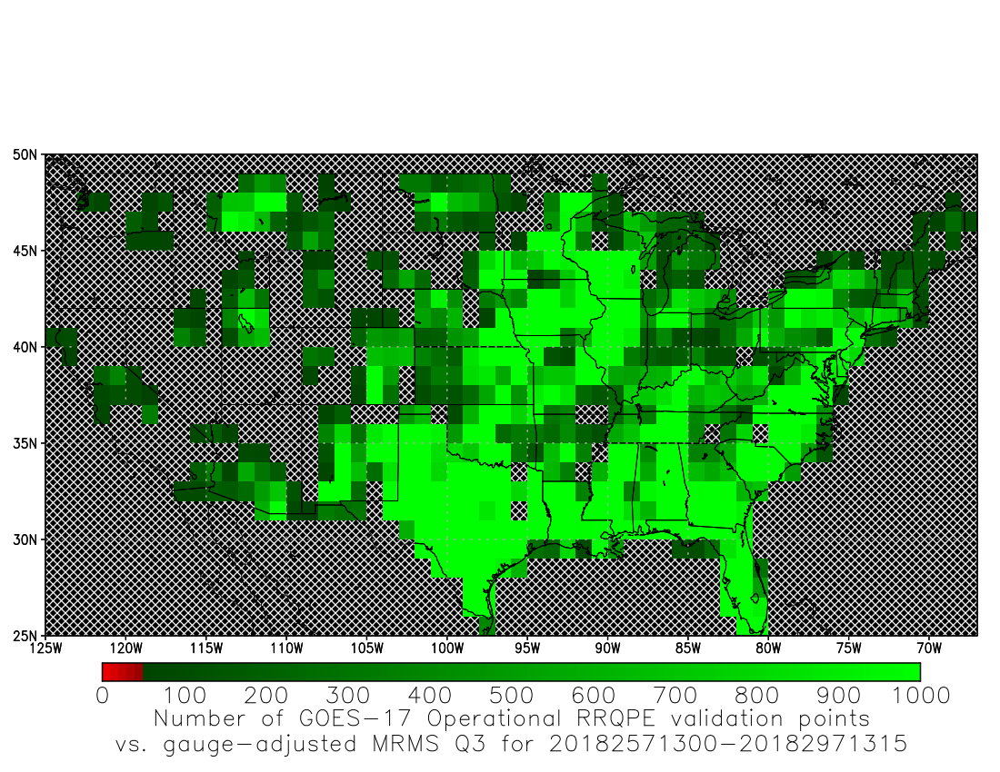 50N
45N
40N
35N
30N
25N
125W 120W 115W 110W 105W 100W 95W 90W 85W 80W 75W 70W
0 100 200 300 400 500 600 700 800 900 1000
Number of GOES-17 Operational RRQPE validation points
vs. gauge-adjusted MRMS Q3 for 20182571300-20182971315